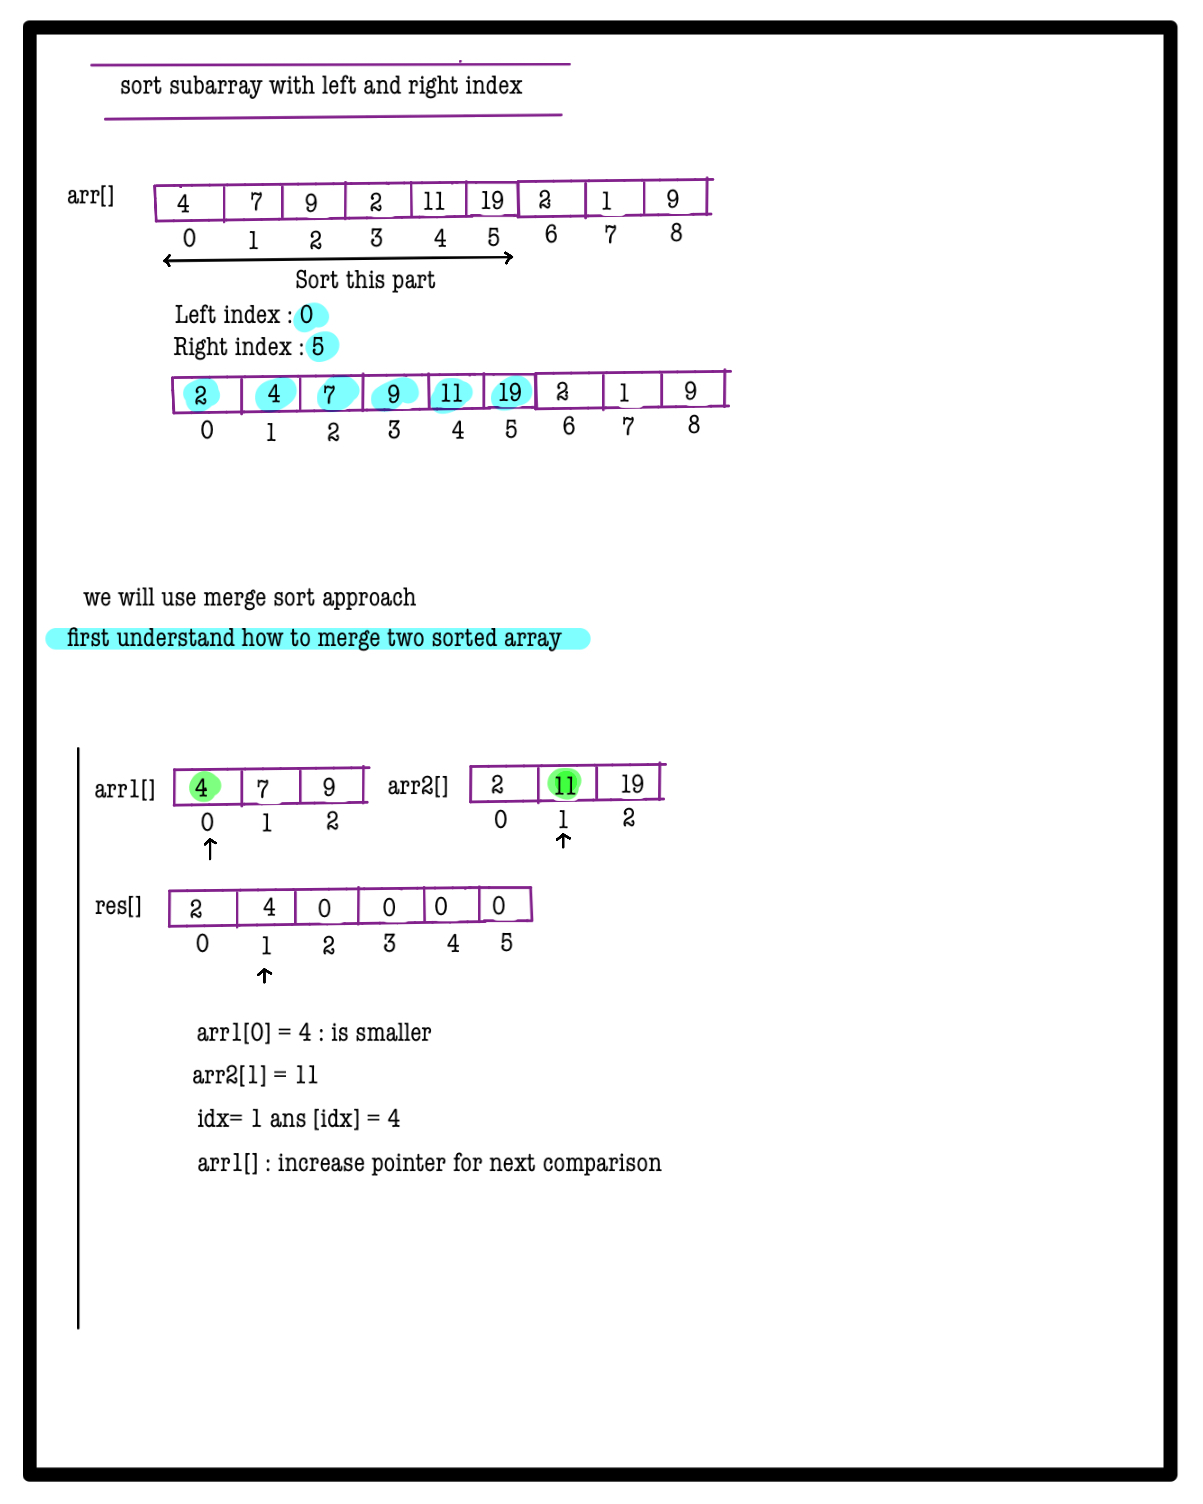 sort subarray with left and right index
arr[] 4 7 9 2 11 19 2 1 9
0 1 2 3 4 5 6 7 8
Sort this part
Left index : 0
Right index : 5
2 4 7 9 11 19 2 1 9
0 1 2 3 4 5 6 7 8
we will use merge sort approach
first understand how to merge two sorted array
arr1[] 4 7 9 arr2[] 2 11 19
0 1 2 0 1 2
res[] 2 4 0 0 0 0
0 1 2 3 4 5
arr1[0] = 4 : is smaller
arr2[1] = 11
idx= 1 ans [idx] = 4
arr1[] : increase pointer for next comparison